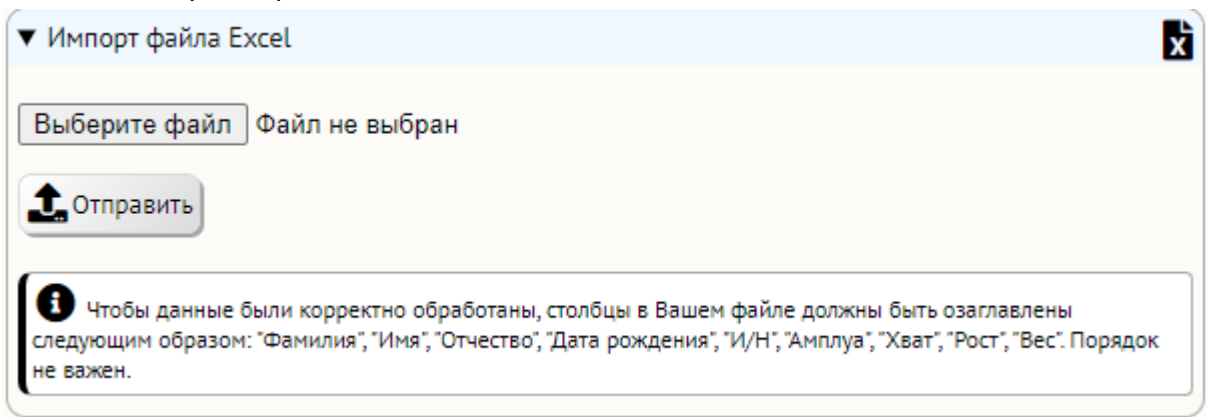 ▼ Импорт файла Excel
Выберите файл Файл не выбран
Отправить
Чтобы данные были корректно обработаны, столбцы в Вашем файле должны быть озаглавлены
следующим образом: "Фамилия", "Имя", "Отчество", "Дата рождения", "И/Н", "Амплуа", "Хват", "Рост", "Вес". Порядок
не важен.